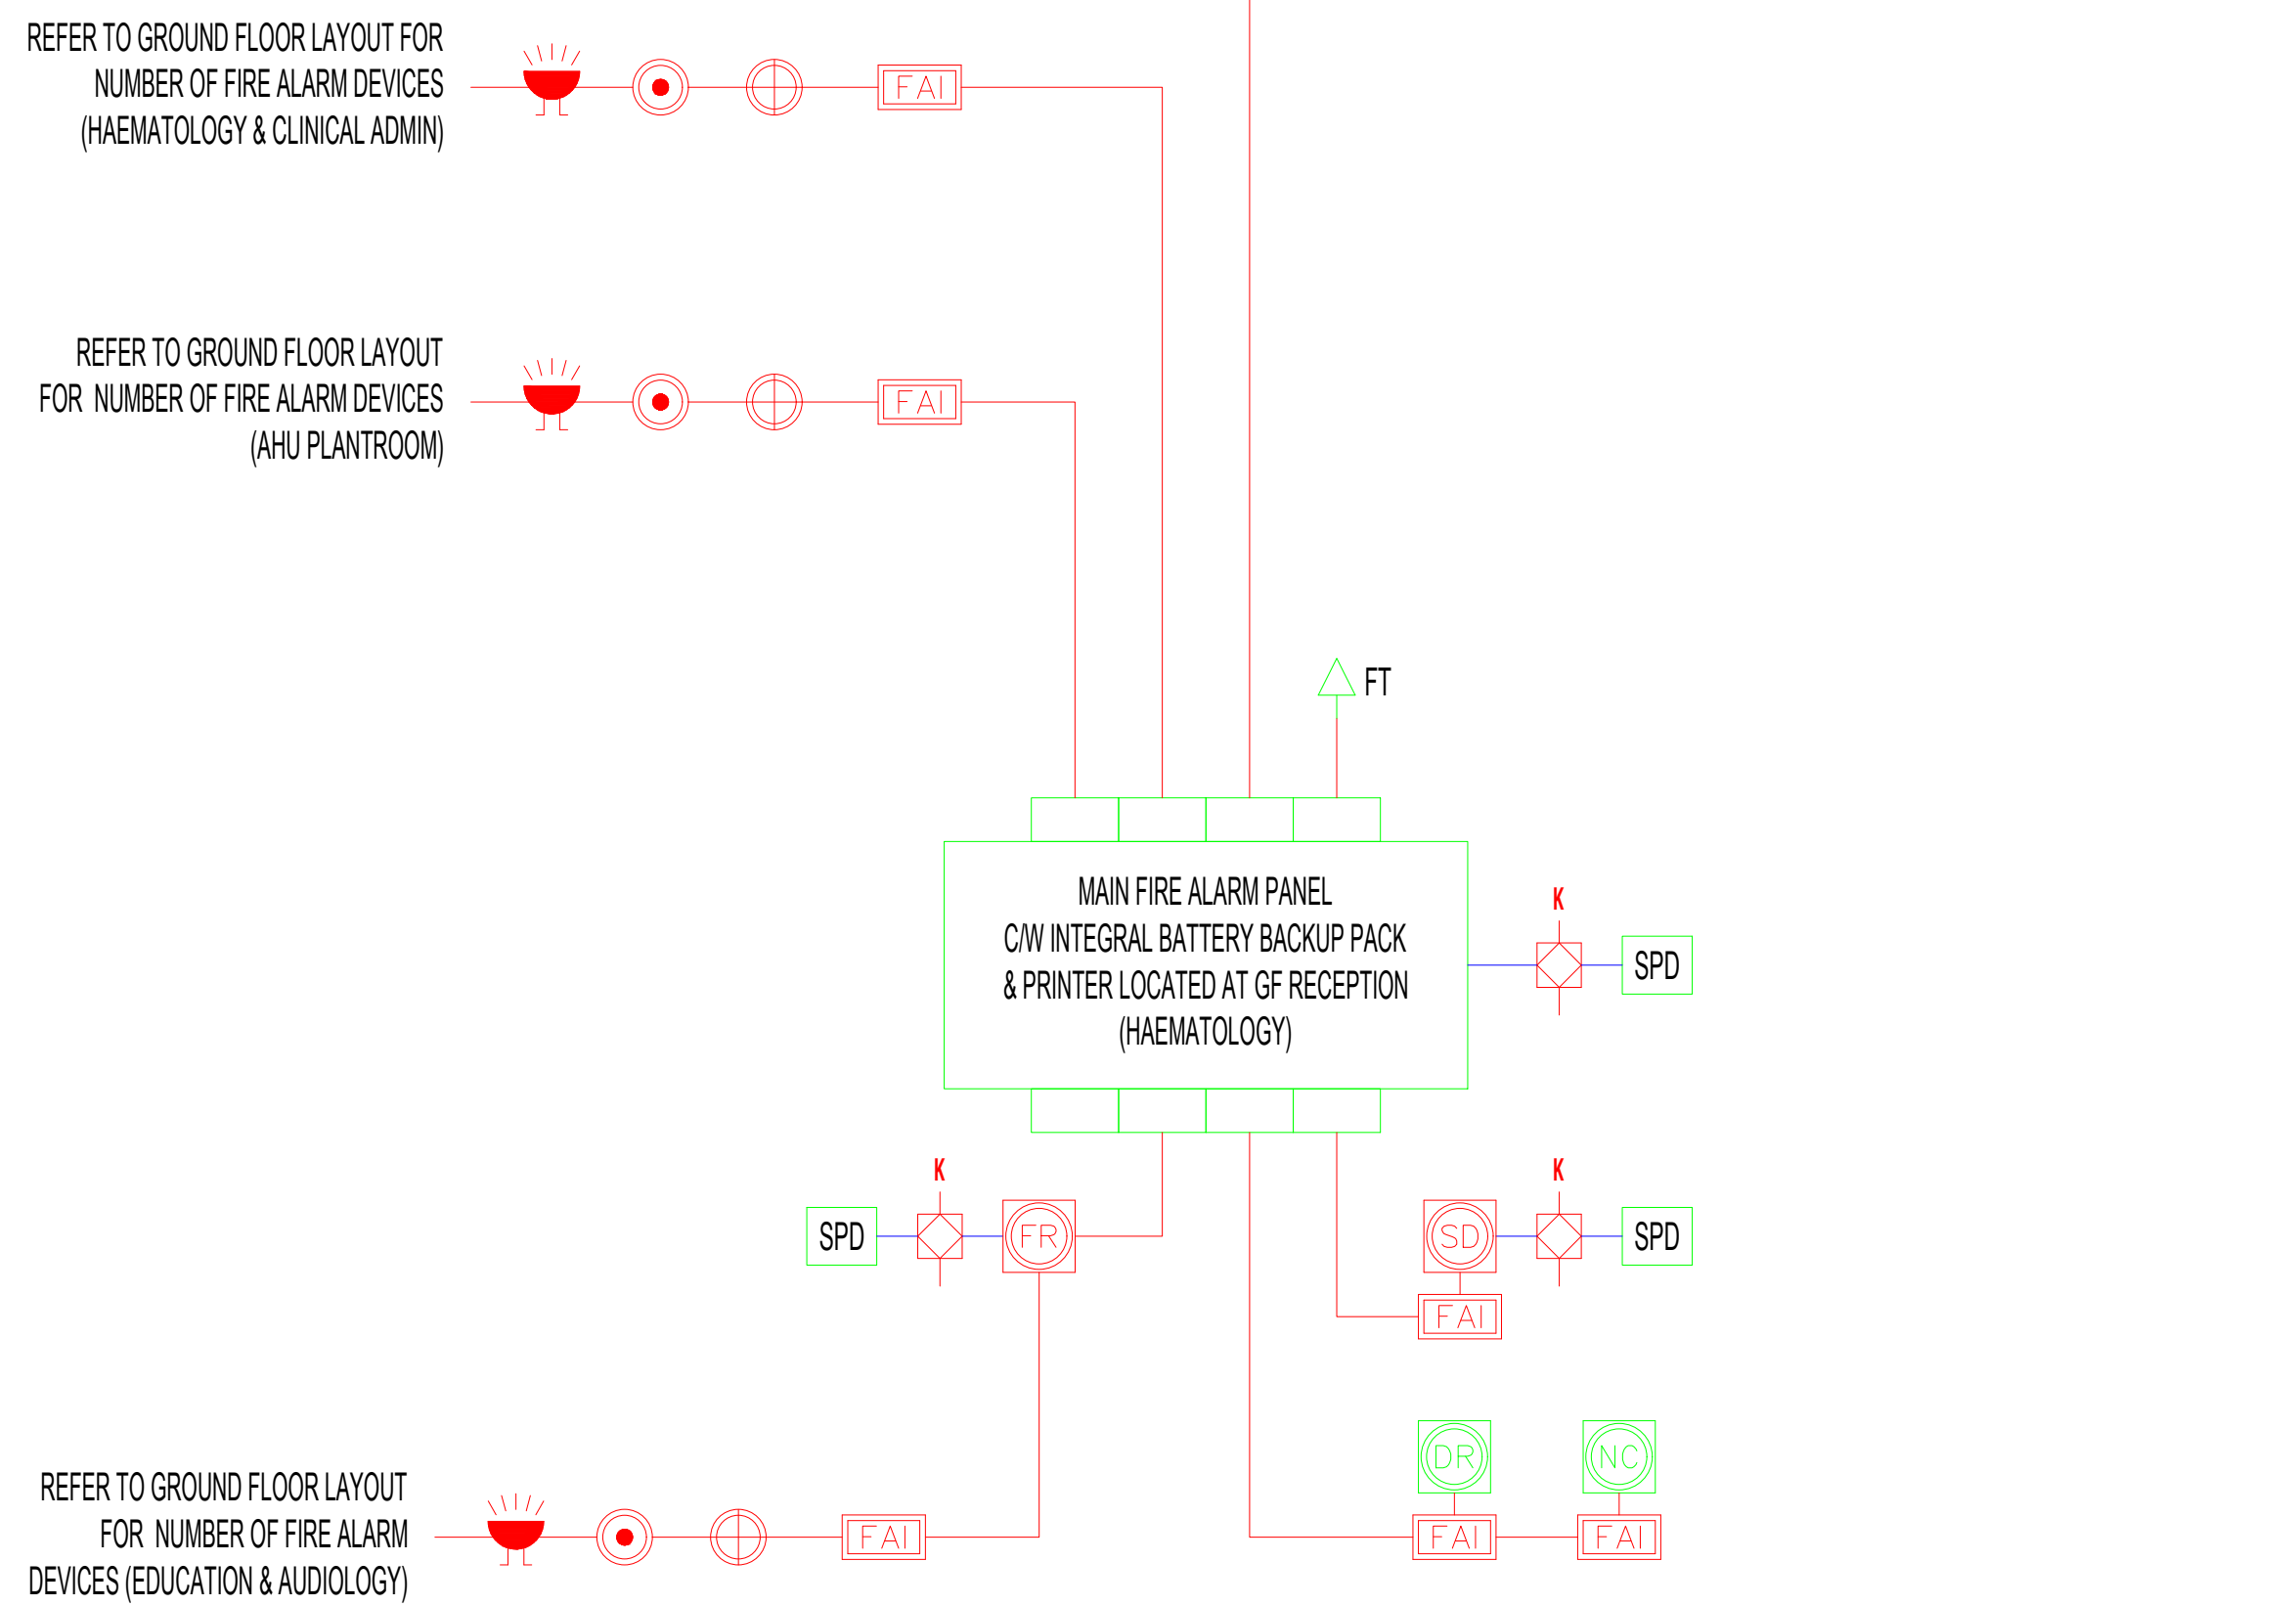 REFER TO GROUND FLOOR LAYOUT FOR
NUMBER OF FIRE ALARM DEVICES
(HAEMATOLOGY & CLINICAL ADMIN)
FAI
REFER TO GROUND FLOOR LAYOUT
FOR NUMBER OF FIRE ALARM DEVICES
(AHU PLANTROOM)
FAI
FT
MAIN FIRE ALARM PANEL
C/W INTEGRAL BATTERY BACKUP PACK
& PRINTER LOCATED AT GF RECEPTION
(HAEMATOLOGY)
K
SPD
K
SPD
FR
K
SD
SPD
FAI
DR
NC
REFER TO GROUND FLOOR LAYOUT
FOR NUMBER OF FIRE ALARM
DEVICES (EDUCATION & AUDIOLOGY)
FAI
FAI
FAI